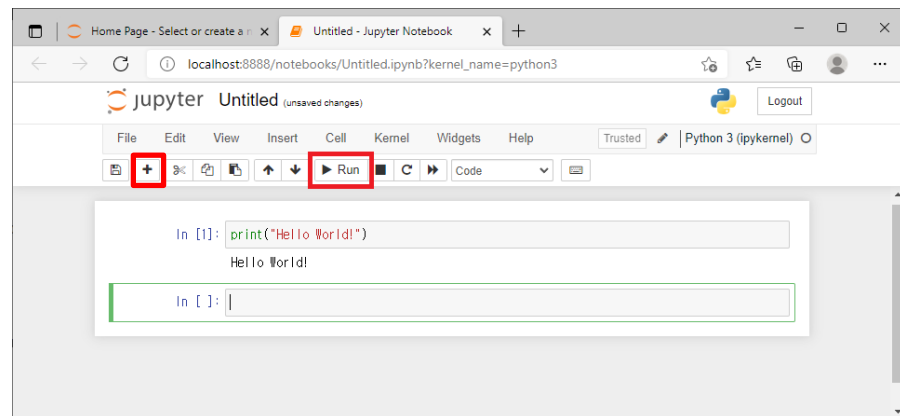 Home Page - Select or create a n
Untitled - Jupyter Notebook
localhost:8888/notebooks/Untitled.ipynb?kernel_name=python3
jupyter Untitled (unsaved changes)
Logout
File Edit View Insert Cell Kernel Widgets Help
Trusted
Python 3 (ipykernel)
Run
Code
In [1]: print("Hello World!")
Hello World!
In [ ]: